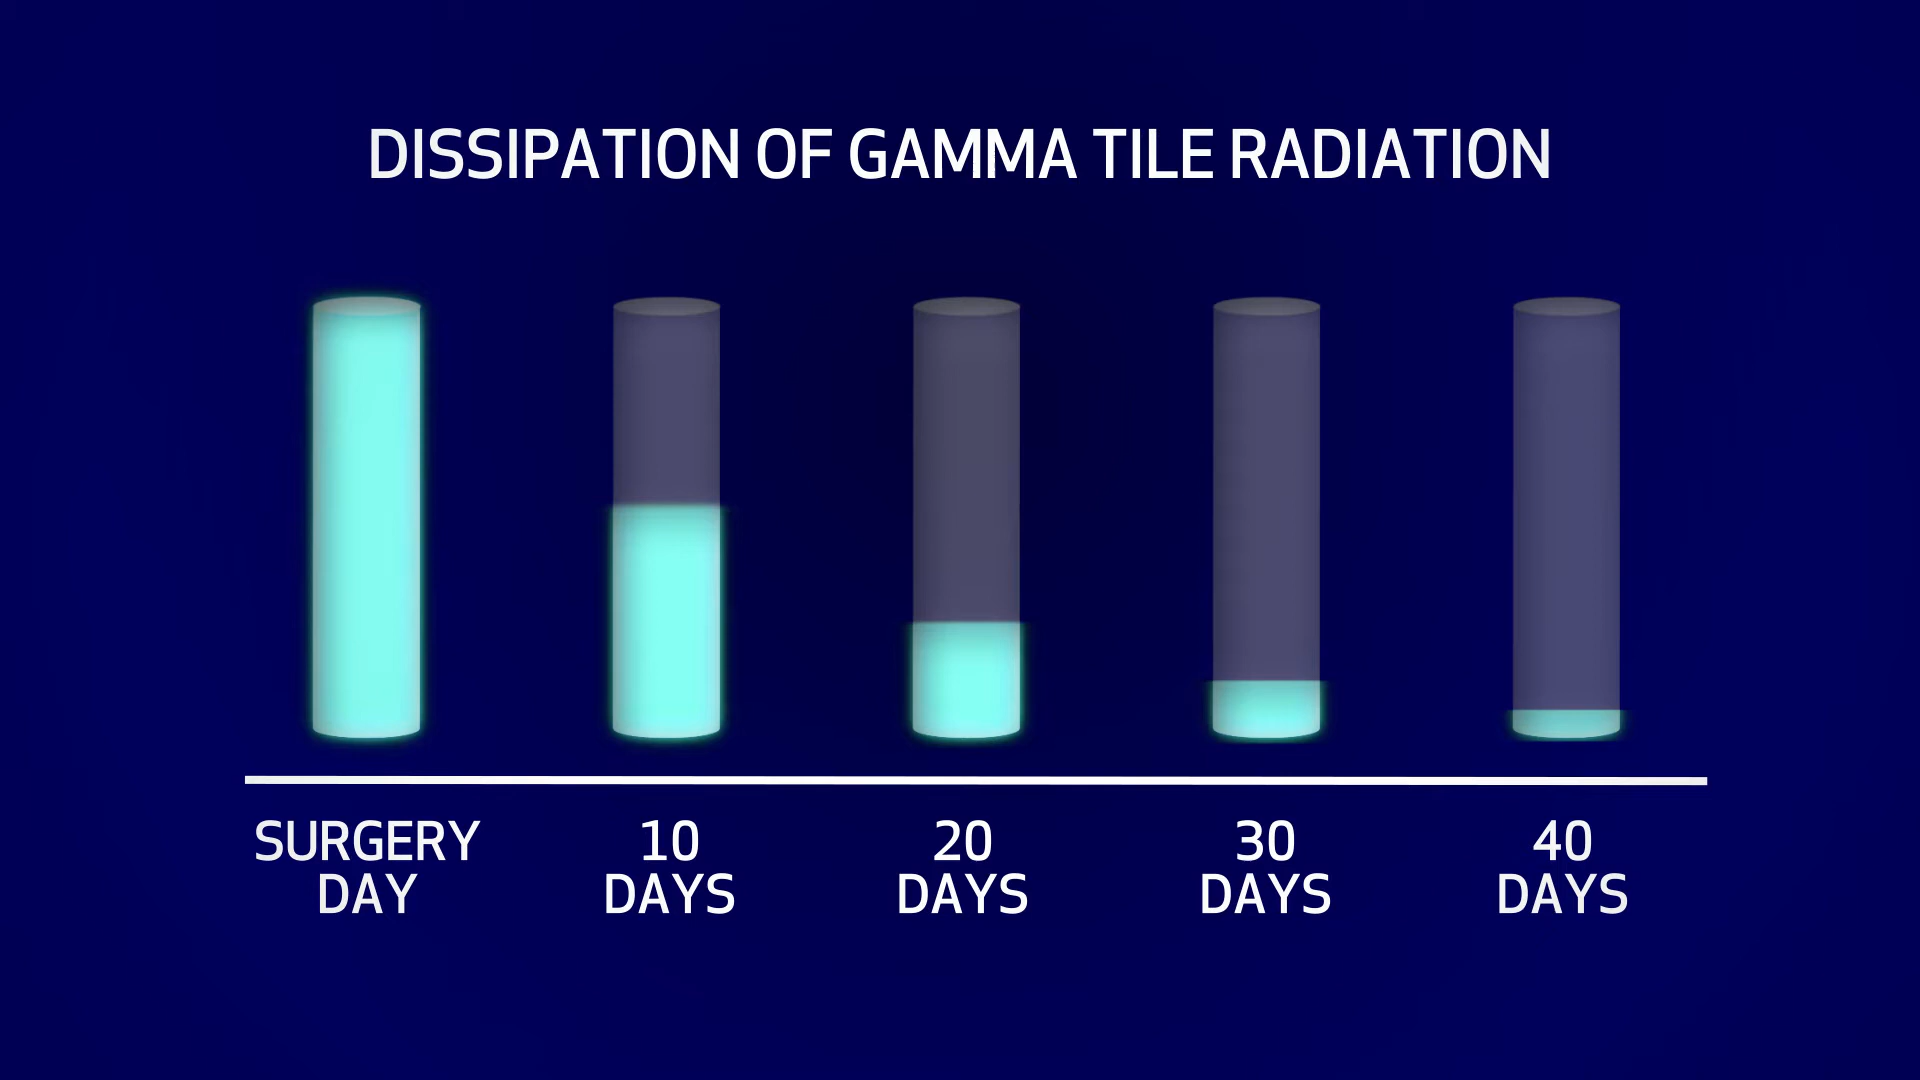 DISSIPATION OF GAMMA TILE RADIATION
SURGERY DAY
10 DAYS
20 DAYS
30 DAYS
40 DAYS